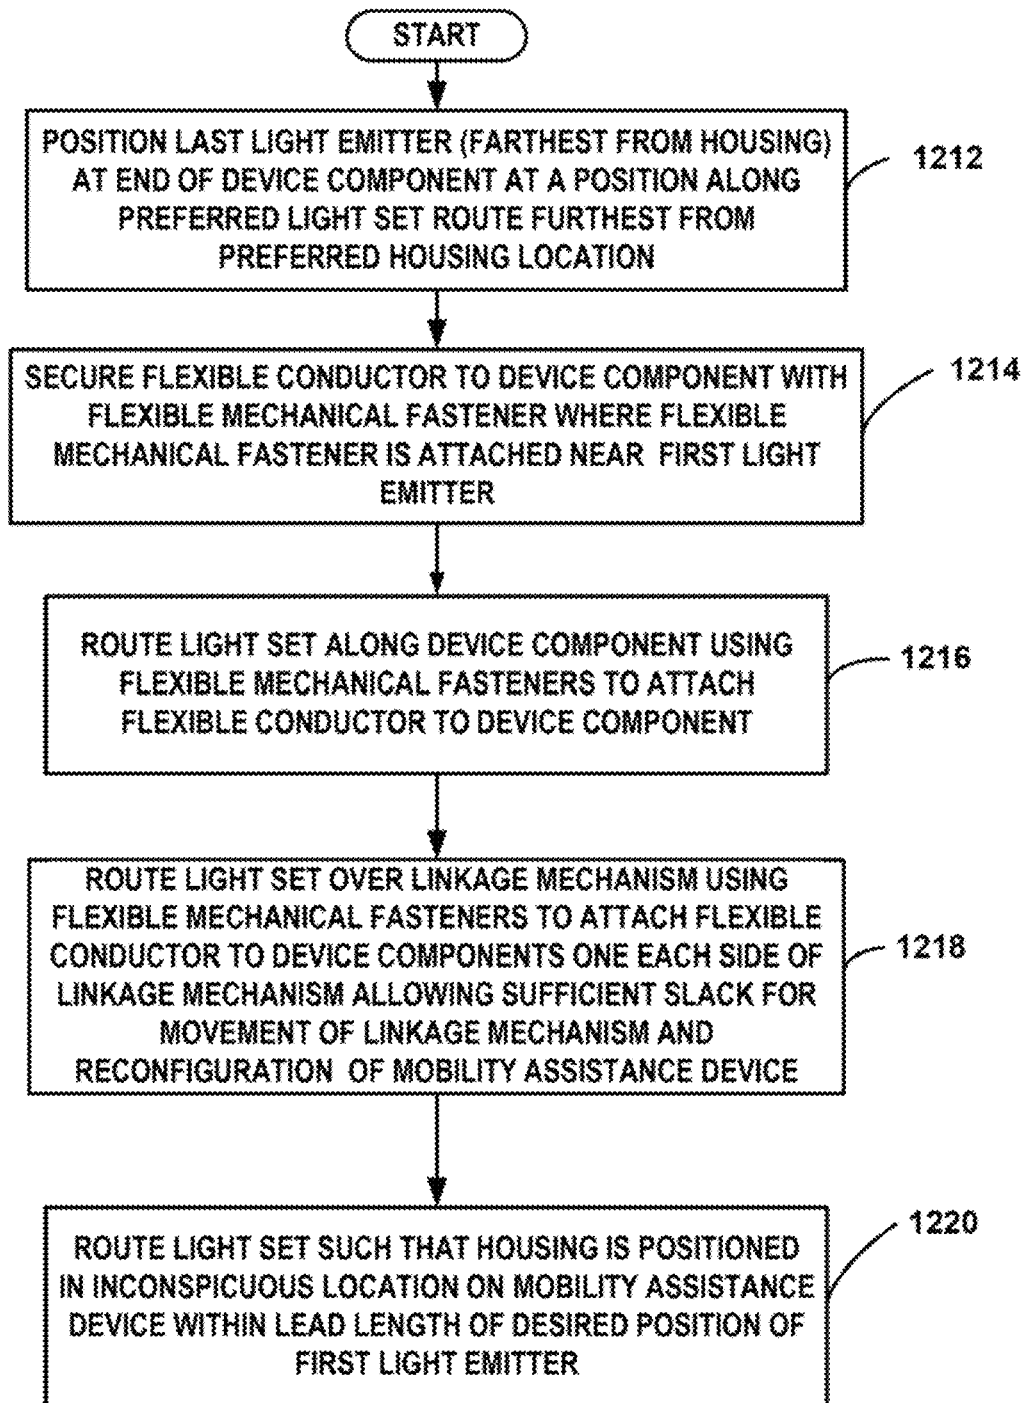 START
POSITION LAST LIGHT EMITTER (FARTHEST FROM HOUSING)
AT END OF DEVICE COMPONENT AT A POSITION ALONG
PREFERRED LIGHT SET ROUTE FURTHEST FROM
PREFERRED HOUSING LOCATION
1212
SECURE FLEXIBLE CONDUCTOR TO DEVICE COMPONENT WITH
FLEXIBLE MECHANICAL FASTENER WHERE FLEXIBLE
MECHANICAL FASTENER IS ATTACHED NEAR FIRST LIGHT
EMITTER
1214
ROUTE LIGHT SET ALONG DEVICE COMPONENT USING
FLEXIBLE MECHANICAL FASTENERS TO ATTACH
FLEXIBLE CONDUCTOR TO DEVICE COMPONENT
1216
ROUTE LIGHT SET OVER LINKAGE MECHANISM USING
FLEXIBLE MECHANICAL FASTENERS TO ATTACH FLEXIBLE
CONDUCTOR TO DEVICE COMPONENTS ONE EACH SIDE OF
LINKAGE MECHANISM ALLOWING SUFFICIENT SLACK FOR
MOVEMENT OF LINKAGE MECHANISM AND
RECONFIGURATION OF MOBILITY ASSISTANCE DEVICE
1218
ROUTE LIGHT SET SUCH THAT HOUSING IS POSITIONED
IN INCONSPICUOUS LOCATION ON MOBILITY ASSISTANCE
DEVICE WITHIN LEAD LENGTH OF DESIRED POSITION OF
FIRST LIGHT EMITTER
1220